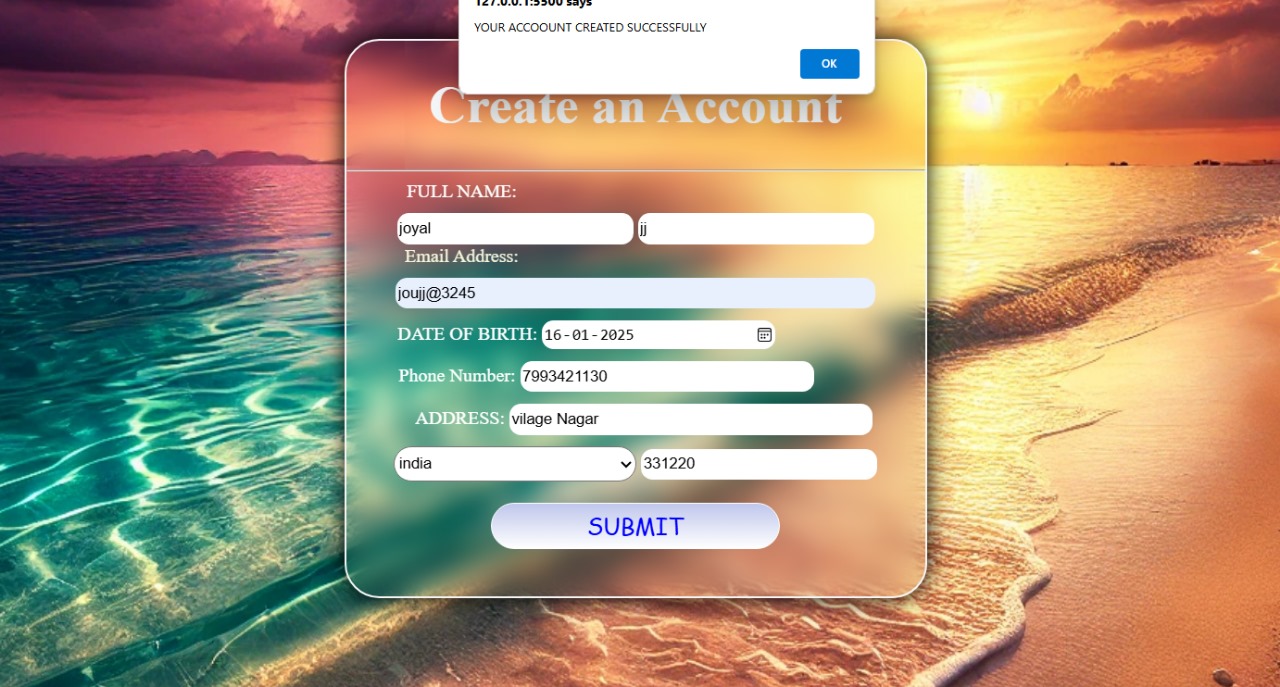 127.0.0.1:5500 says
YOUR ACCOOUNT CREATED SUCCESSFULLY
OK
Create an Account
FULL NAME:
joyal jj
Email Address:
joujj@3245
DATE OF BIRTH: 16-01-2025
Phone Number: 7993421130
ADDRESS: vilage Nagar
india 331220
SUBMIT